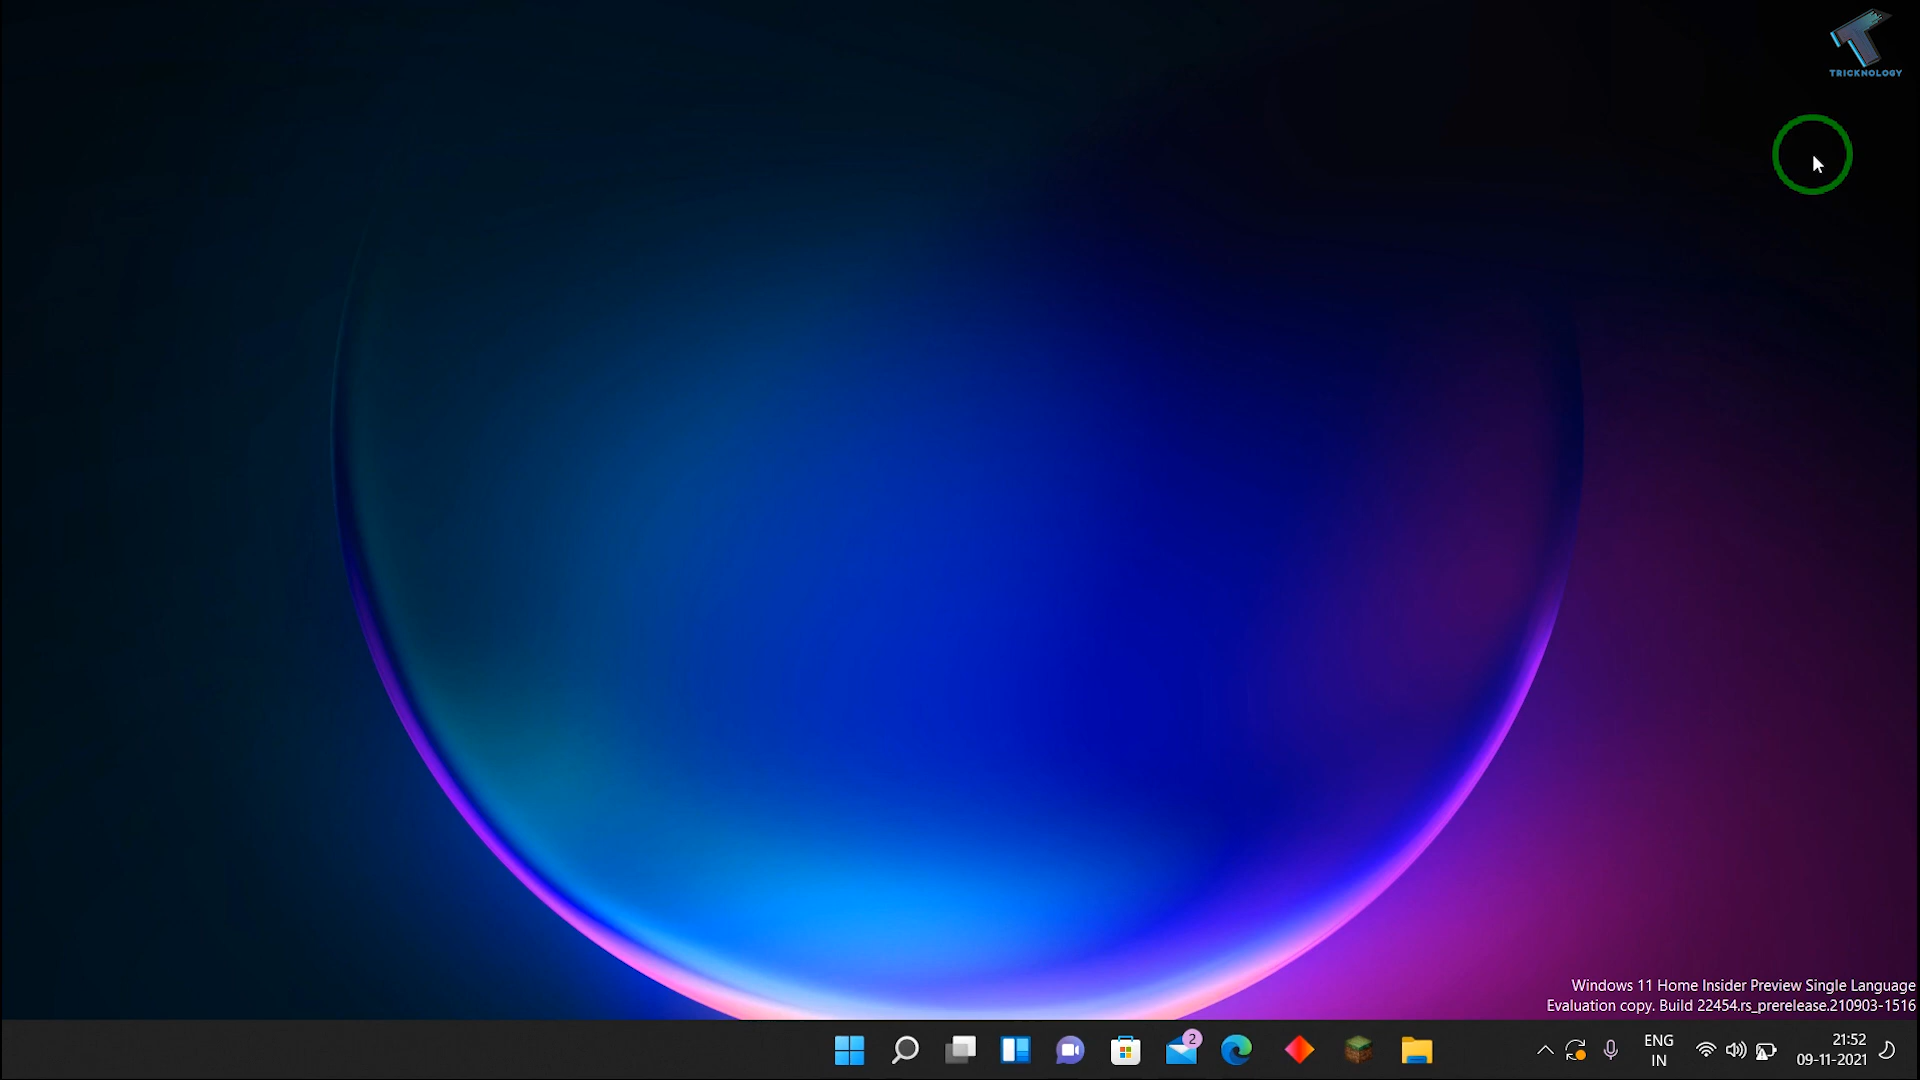 TRICKNOLOGY
Windows 11 Home Insider Preview Single Language
Evaluation copy. Build 22454.rs_prerelease.210903-1516
2
ENG
IN
21:52
09-11-2021